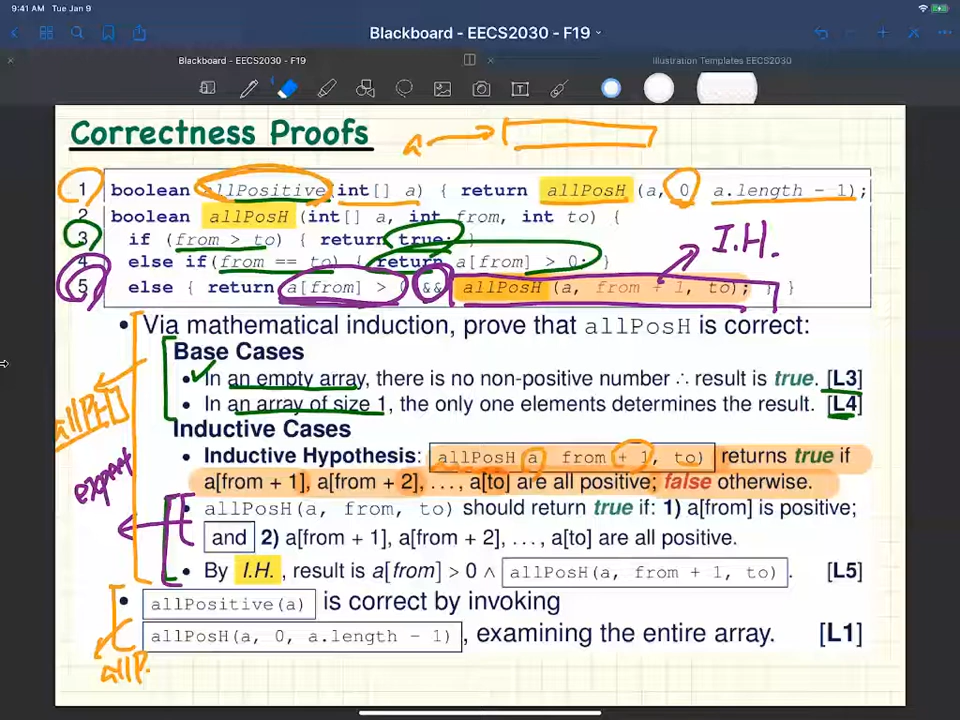 9:41 AM Tue Jan 9
Blackboard - EECS2030 - F19
Blackboard - EECS2030 - F19
Illustration Templates EECS2030
Correctness Proofs
a
1 boolean allPositive(int[] a) { return allPosH (a, 0, a.length - 1);
2 boolean allPosH (int[] a, int from, int to) {
3 if (from > to) { return true; }
4 else if(from == to) { return a[from] > 0; }
5 else { return a[from] > 0 && allPosH (a, from + 1, to); } }
I.H.
• Via mathematical induction, prove that allPosH is correct:
Base Cases
• In an empty array, there is no non-positive number ∴ result is true. [L3]
• In an array of size 1, the only one elements determines the result. [L4]
Inductive Cases
• Inductive Hypothesis: allPosH(a, from + 1, to) returns true if
a[from + 1], a[from + 2], ..., a[to] are all positive; false otherwise.
• allPosH(a, from, to) should return true if: 1) a[from] is positive;
and 2) a[from + 1], a[from + 2], ..., a[to] are all positive.
• By I.H., result is a[from] > 0 ∧ allPosH(a, from + 1, to). [L5]
• allPositive(a) is correct by invoking
allPosH(a, 0, a.length - 1), examining the entire array. [L1]
allP.